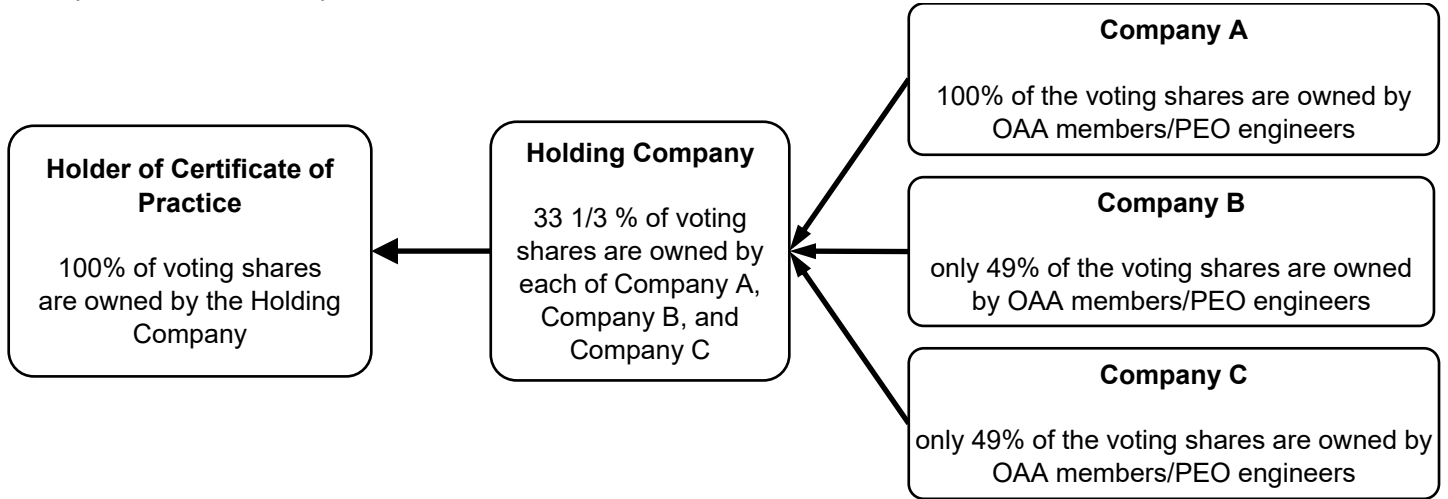 Holder of Certificate of
Practice
100% of voting shares
are owned by the Holding
Company
Holding Company
33 1/3 % of voting
shares are owned by
each of Company A,
Company B, and
Company C
Company A
100% of the voting shares are owned by
OAA members/PEO engineers
Company B
only 49% of the voting shares are owned
by OAA members/PEO engineers
Company C
only 49% of the voting shares are owned by
OAA members/PEO engineers